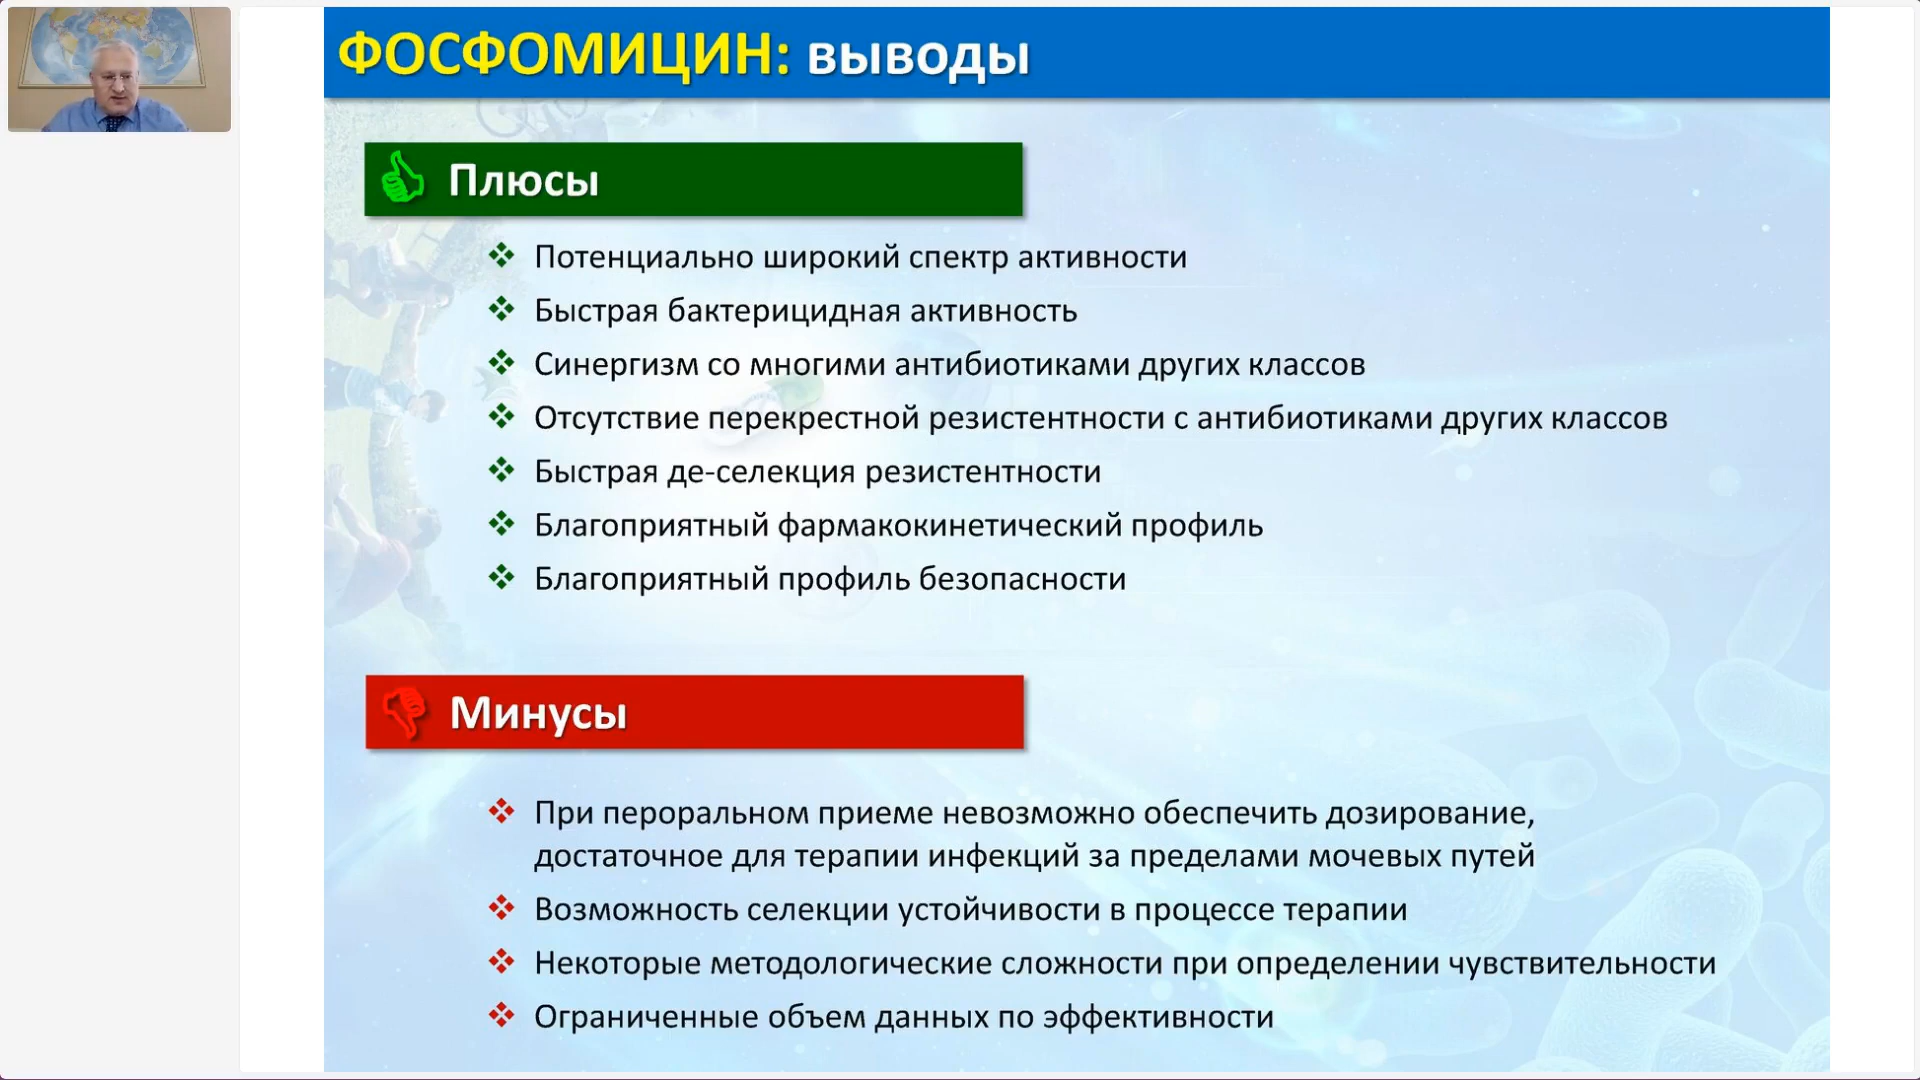 ФОСФОМИЦИН: выводы
Плюсы
Потенциально широкий спектр активности
Быстрая бактерицидная активность
Синергизм со многими антибиотиками других классов
Отсутствие перекрестной резистентности с антибиотиками других классов
Быстрая де-селекция резистентности
Благоприятный фармакокинетический профиль
Благоприятный профиль безопасности
Минусы
При пероральном приеме невозможно обеспечить дозирование,
достаточное для терапии инфекций за пределами мочевых путей
Возможность селекции устойчивости в процессе терапии
Некоторые методологические сложности при определении чувствительности
Ограниченные объем данных по эффективности